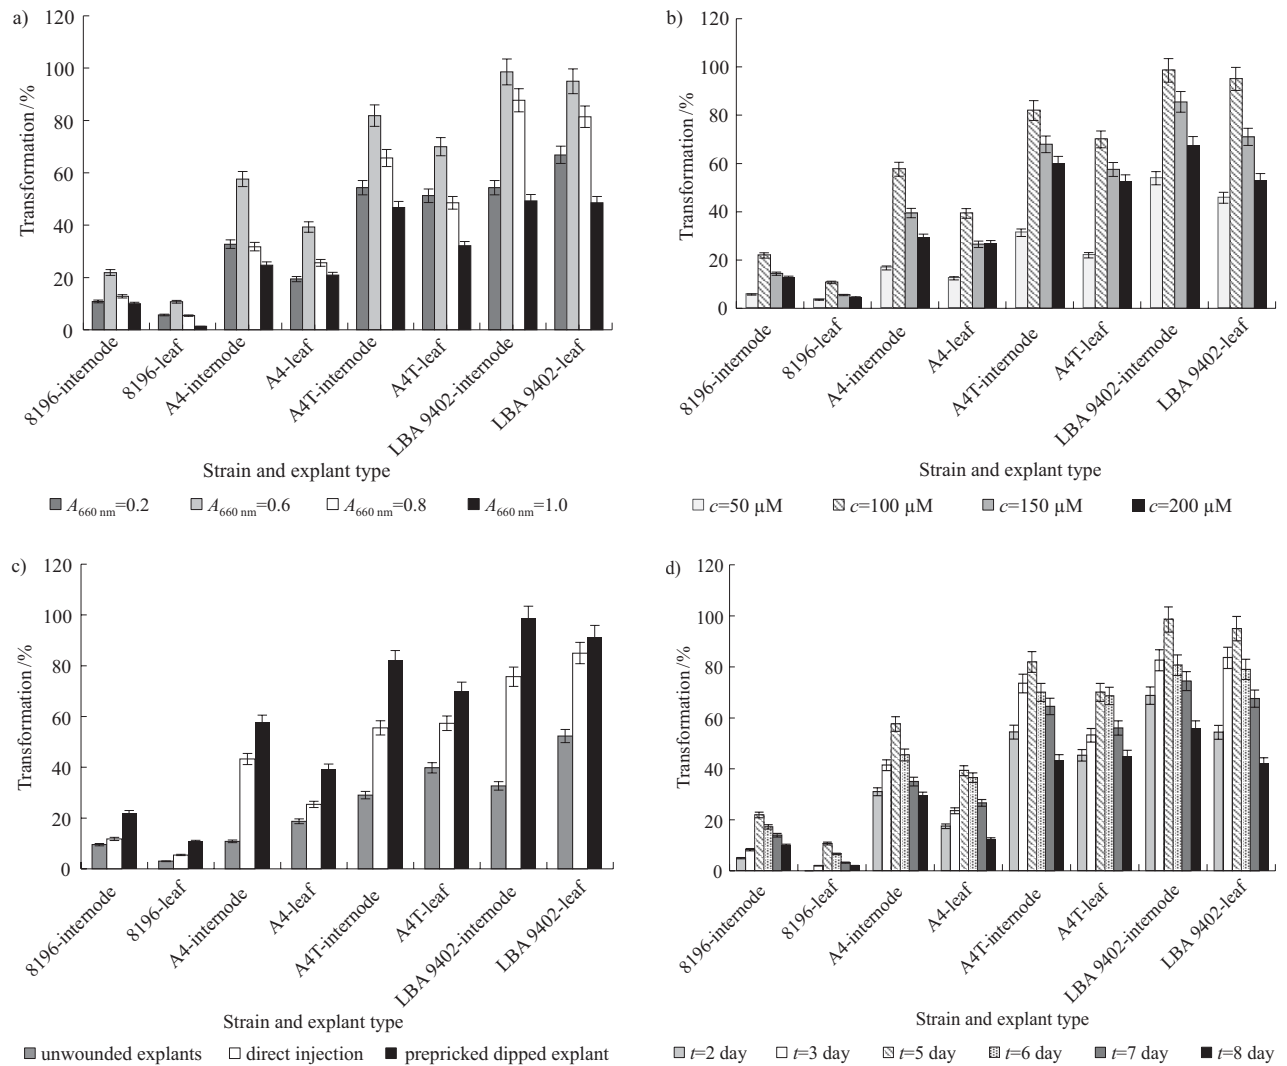 a)
Transformation/%
120
100
80
60
40
20
0
8196-internode
8196-leaf
A4-internode
A4-leaf
A4T-internode
A4T-leaf
LBA 9402-internode
LBA 9402-leaf
Strain and explant type
A660 nm=0.2 A660 nm=0.6 A660 nm=0.8 A660 nm=1.0
b)
Transformation/%
120
100
80
60
40
20
0
8196-internode
8196-leaf
A4-internode
A4-leaf
A4T-internode
A4T-leaf
LBA 9402-internode
LBA 9402-leaf
Strain and explant type
c=50 µM c=100 µM c=150 µM c=200 µM
c)
Transformation/%
120
100
80
60
40
20
0
8196-internode
8196-leaf
A4-internode
A4-leaf
A4T-internode
A4T-leaf
LBA 9402-internode
LBA 9402-leaf
Strain and explant type
unwounded explants direct injection prepricked dipped explant
d)
Transformation/%
120
100
80
60
40
20
0
8196-internode
8196-leaf
A4-internode
A4-leaf
A4T-internode
A4T-leaf
LBA 9402-internode
LBA 9402-leaf
Strain and explant type
t=2 day t=3 day t=5 day t=6 day t=7 day t=8 day